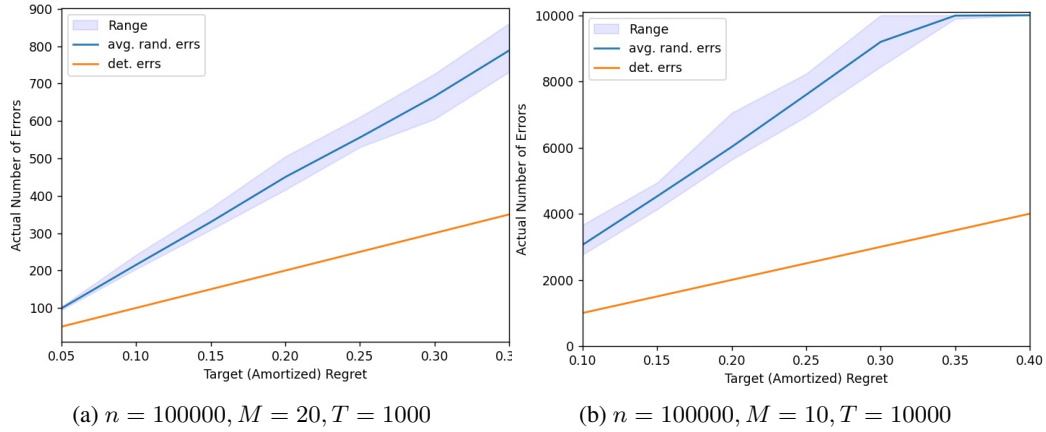 900
800
700
600
500
400
300
200
100
Actual Number of Errors
Range
avg. rand. errs
det. errs
0.05 0.10 0.15 0.20 0.25 0.30 0.3
Target (Amortized) Regret
(a) n = 100000, M = 20, T = 1000
10000
8000
6000
4000
2000
0
Actual Number of Errors
Range
avg. rand. errs
det. errs
0.10 0.15 0.20 0.25 0.30 0.35 0.40
Target (Amortized) Regret
(b) n = 100000, M = 10, T = 10000